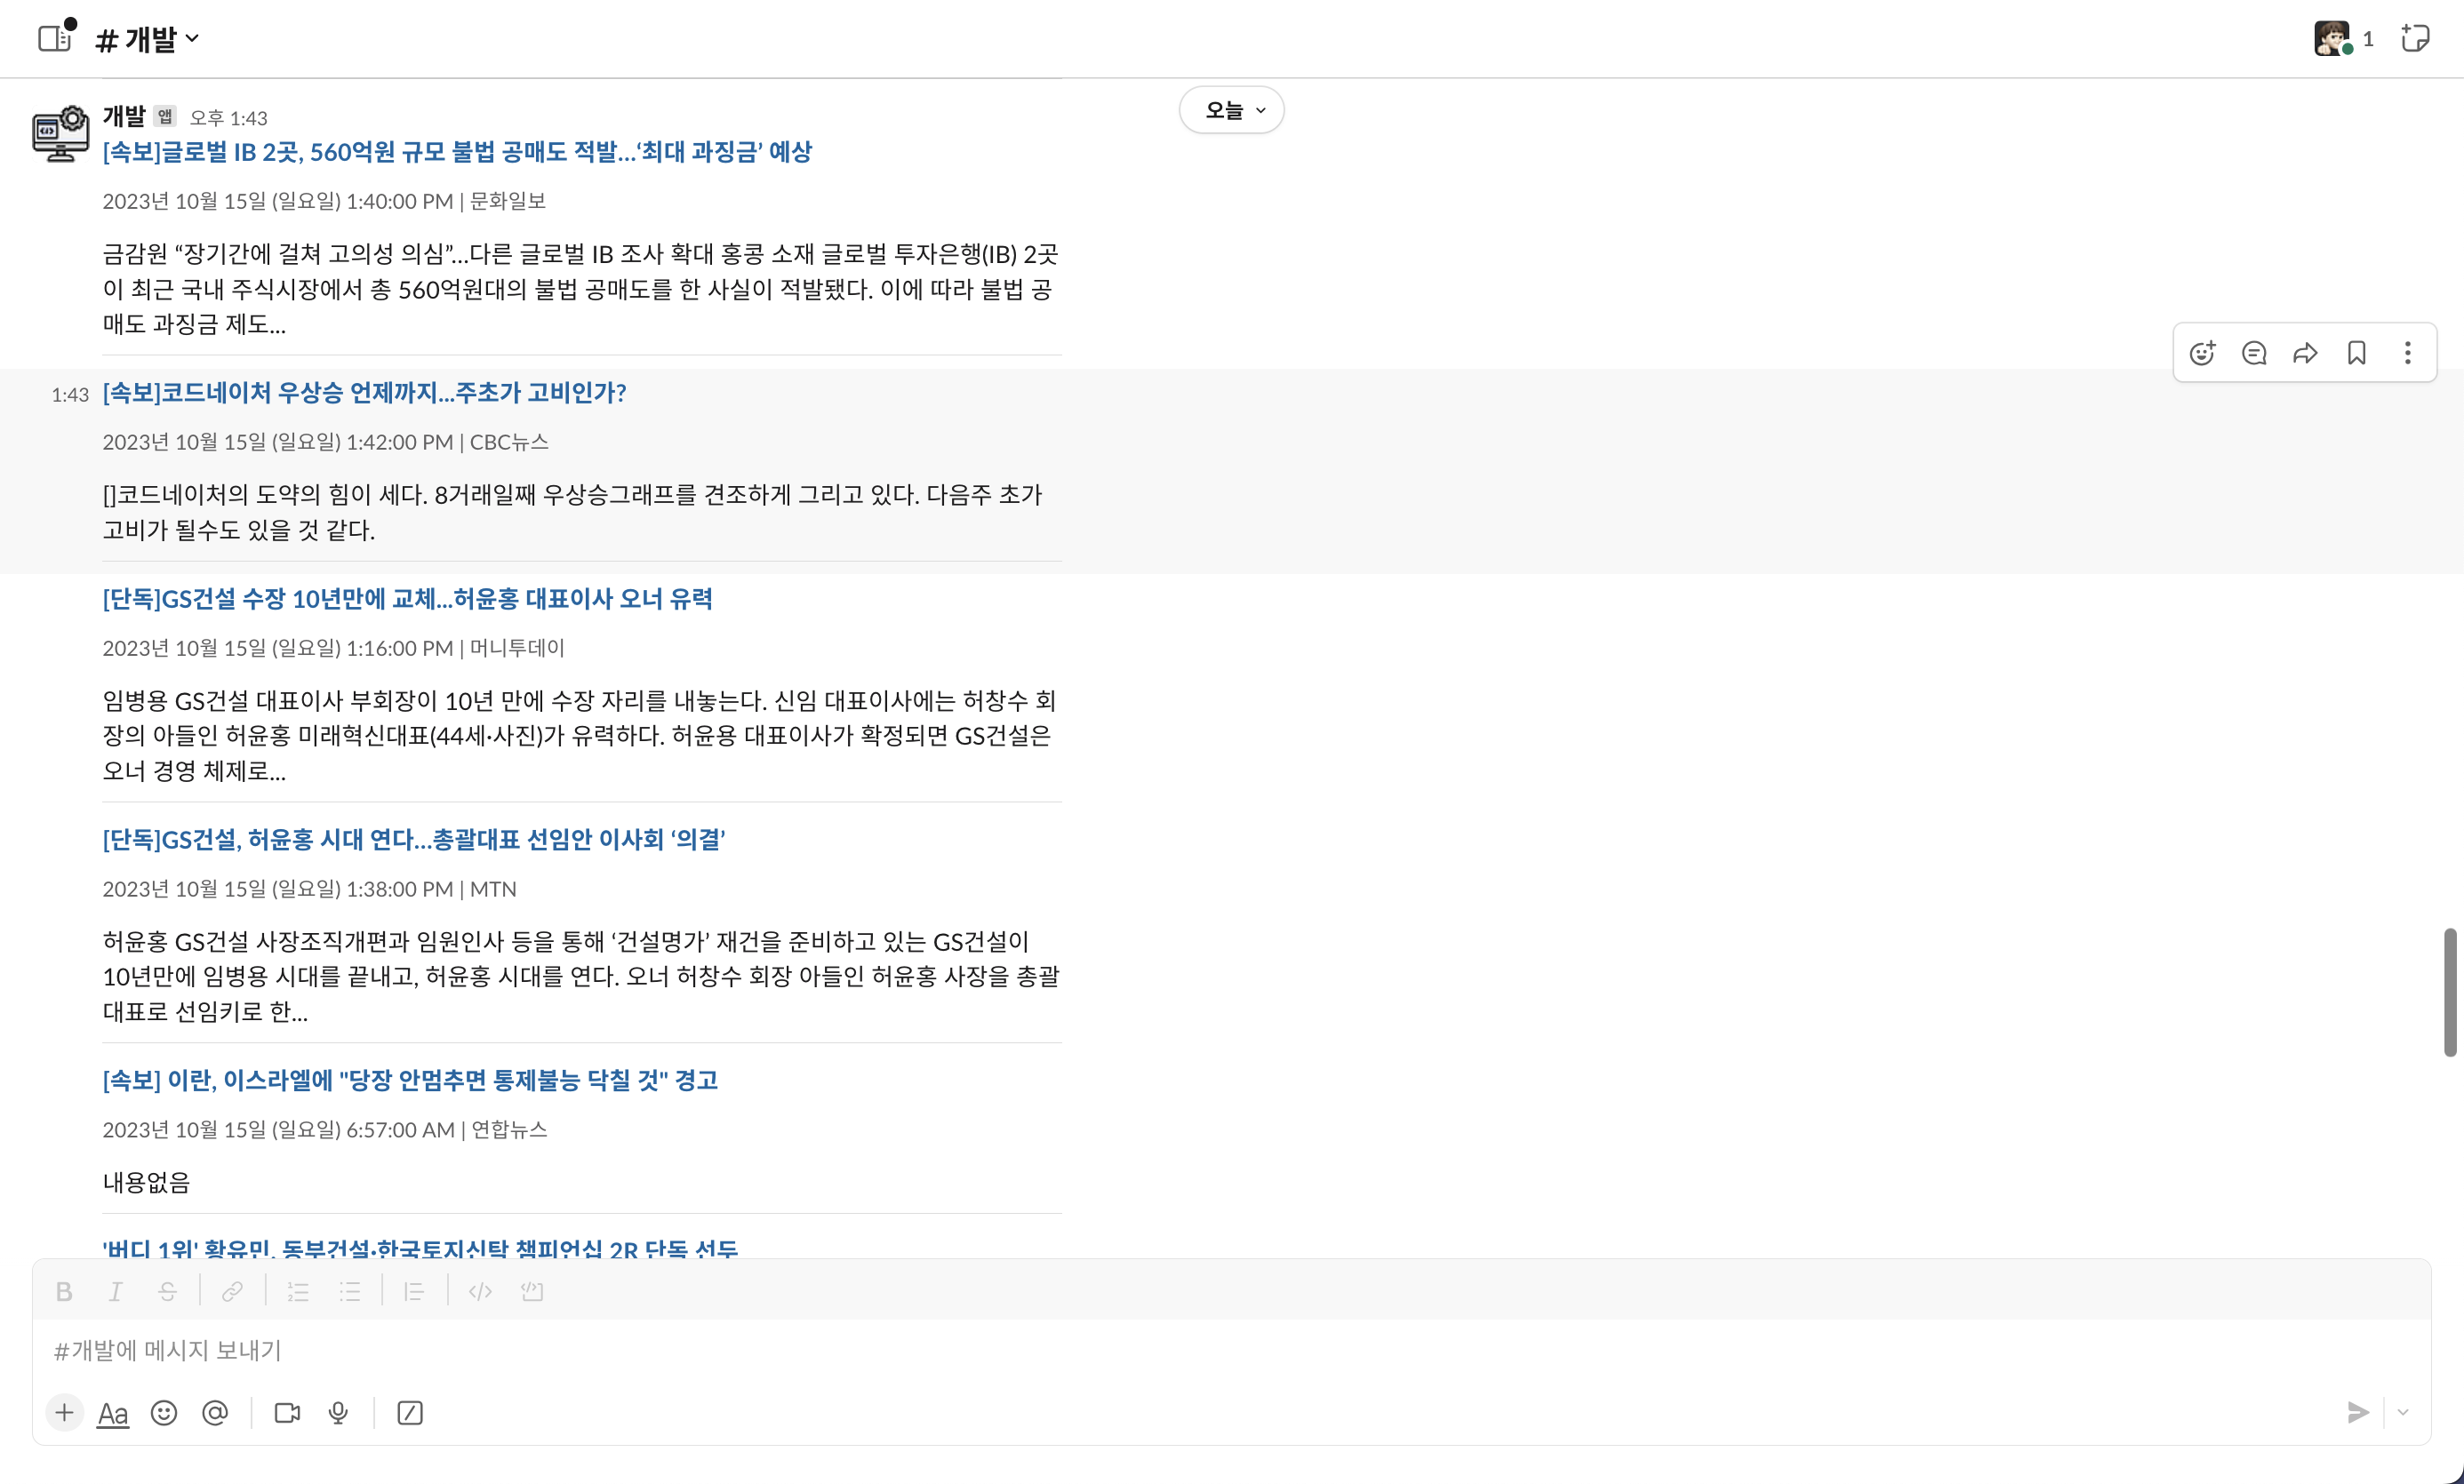 # 개발
1
오늘
개발 앱 오후 1:43
[속보]글로벌 IB 2곳, 560억원 규모 불법 공매도 적발…‘최대 과징금’ 예상
2023년 10월 15일 (일요일) 1:40:00 PM | 문화일보
금감원 “장기간에 걸쳐 고의성 의심”…다른 글로벌 IB 조사 확대 홍콩 소재 글로벌 투자은행(IB) 2곳
이 최근 국내 주식시장에서 총 560억원대의 불법 공매도를 한 사실이 적발됐다. 이에 따라 불법 공
매도 과징금 제도...
1:43 [속보]코드네이처 우상승 언제까지...주초가 고비인가?
2023년 10월 15일 (일요일) 1:42:00 PM | CBC뉴스
[]코드네이처의 도약의 힘이 세다. 8거래일째 우상승그래프를 견조하게 그리고 있다. 다음주 초가
고비가 될수도 있을 것 같다.
[단독]GS건설 수장 10년만에 교체...허윤홍 대표이사 오너 유력
2023년 10월 15일 (일요일) 1:16:00 PM | 머니투데이
임병용 GS건설 대표이사 부회장이 10년 만에 수장 자리를 내놓는다. 신임 대표이사에는 허창수 회
장의 아들인 허윤홍 미래혁신대표(44세·사진)가 유력하다. 허윤용 대표이사가 확정되면 GS건설은
오너 경영 체제로...
[단독]GS건설, 허윤홍 시대 연다…총괄대표 선임안 이사회 ‘의결’
2023년 10월 15일 (일요일) 1:38:00 PM | MTN
허윤홍 GS건설 사장조직개편과 임원인사 등을 통해 ‘건설명가’ 재건을 준비하고 있는 GS건설이
10년만에 임병용 시대를 끝내고, 허윤홍 시대를 연다. 오너 허창수 회장 아들인 허윤홍 사장을 총괄
대표로 선임키로 한...
[속보] 이란, 이스라엘에 "당장 안멈추면 통제불능 닥칠 것" 경고
2023년 10월 15일 (일요일) 6:57:00 AM | 연합뉴스
내용없음
'버디 1위' 황유민, 동부건설·한국토지신탁 챔피언십 2R 단독 선두
#개발에 메시지 보내기